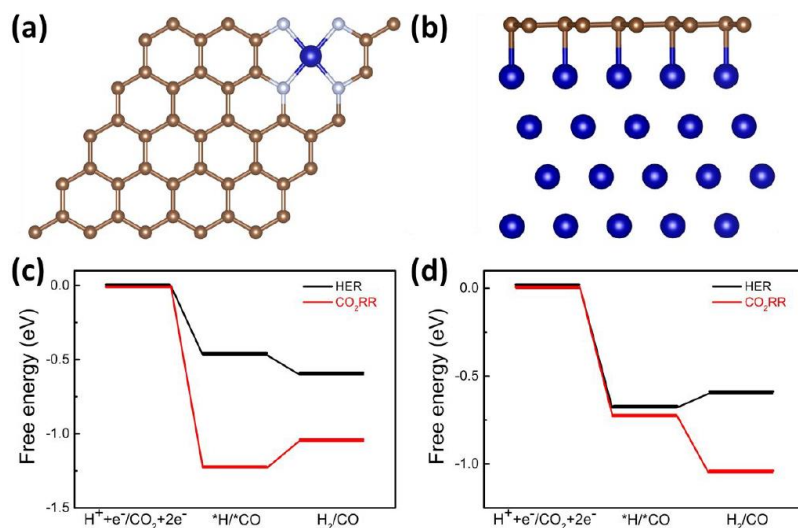 (a)
(b)
(c)
Free energy (eV)
0.0
-0.5
-1.0
-1.5
HER
CO₂RR
H⁺+e⁻/CO₂+2e⁻ *H/*CO H₂/CO
(d)
Free energy (eV)
0.0
-0.5
-1.0
HER
CO₂RR
H⁺+e⁻/CO₂+2e⁻ *H/*CO H₂/CO